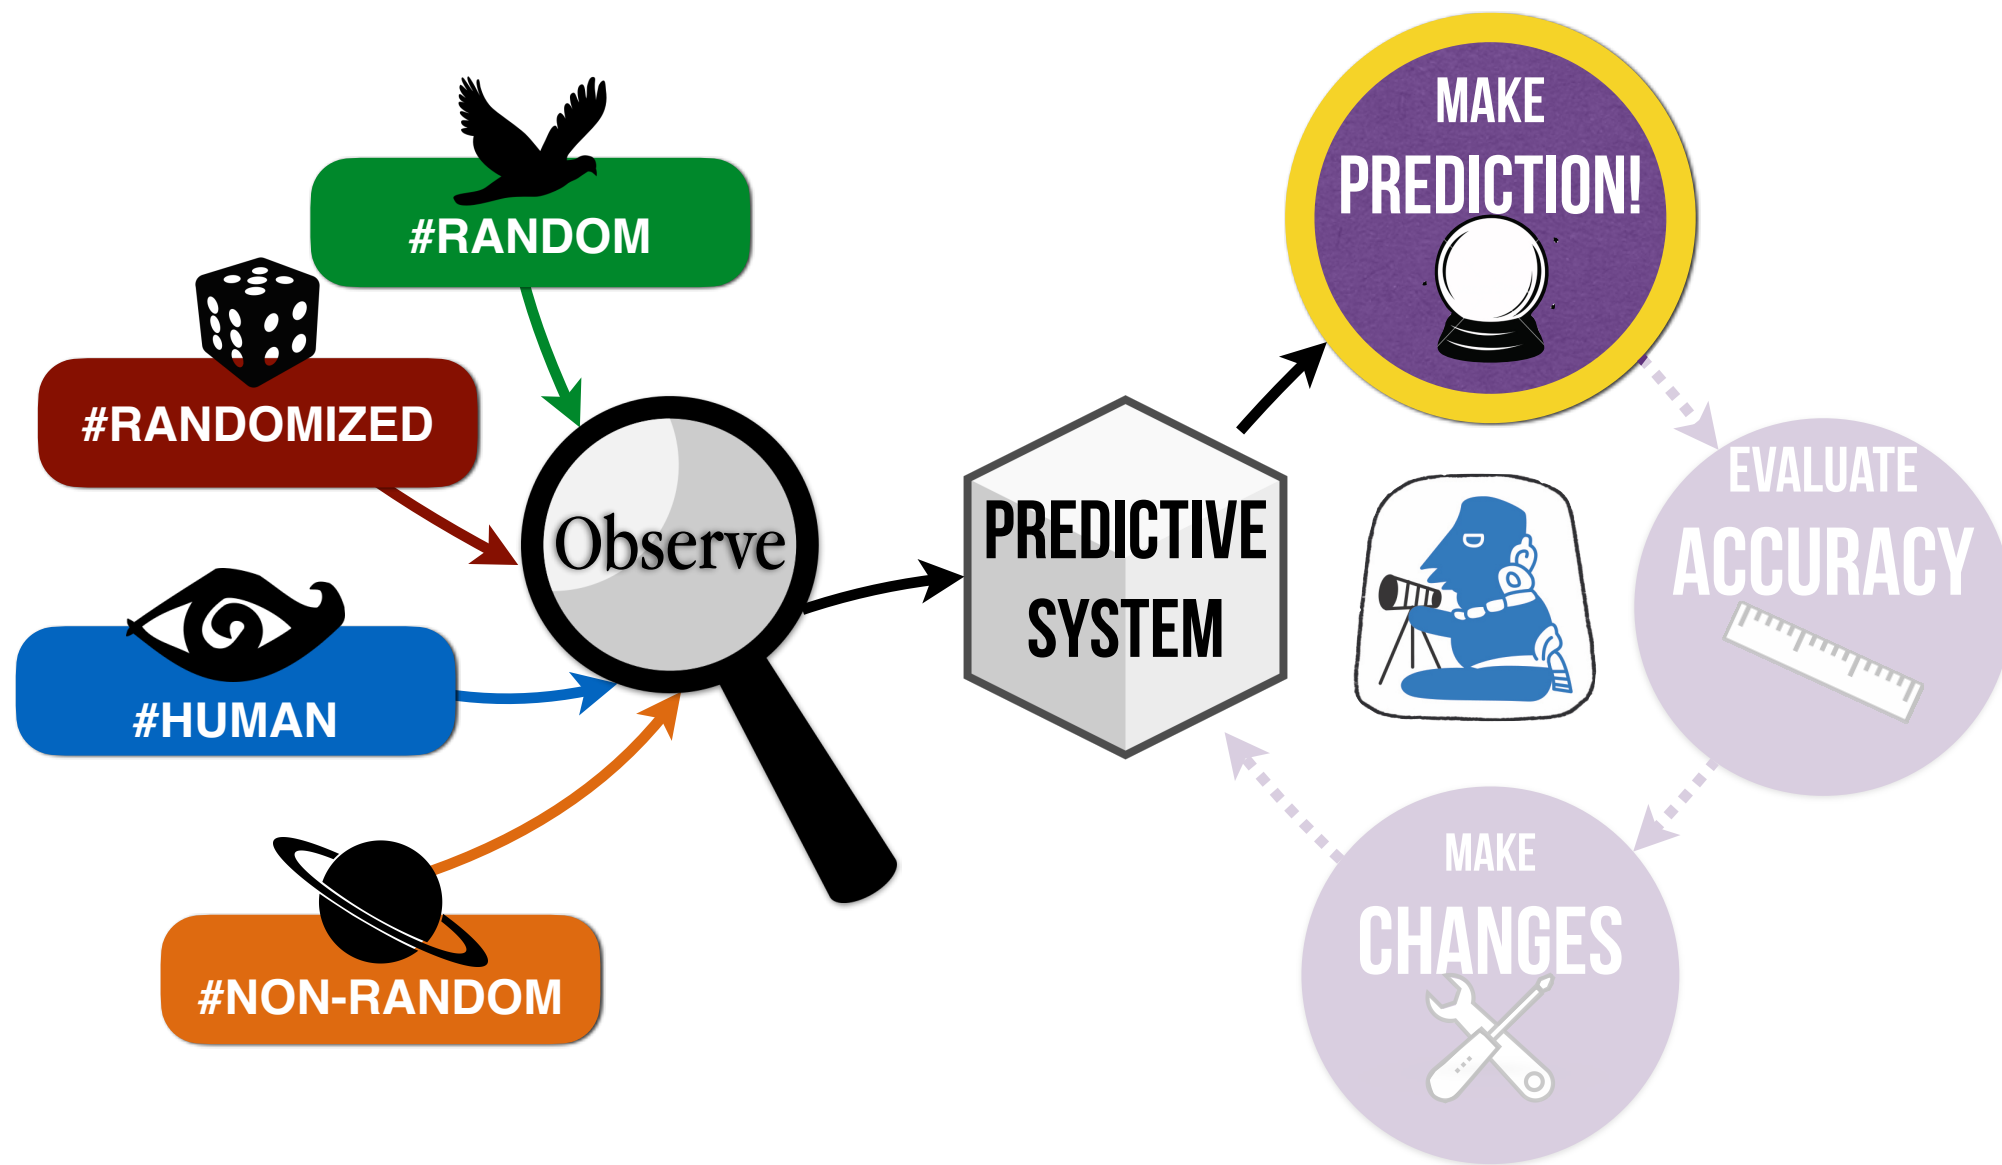 #RANDOM
#RANDOMIZED
#HUMAN
#NON-RANDOM
Observe
PREDICTIVE
SYSTEM
MAKE
PREDICTION!
EVALUATE
ACCURACY
MAKE
CHANGES